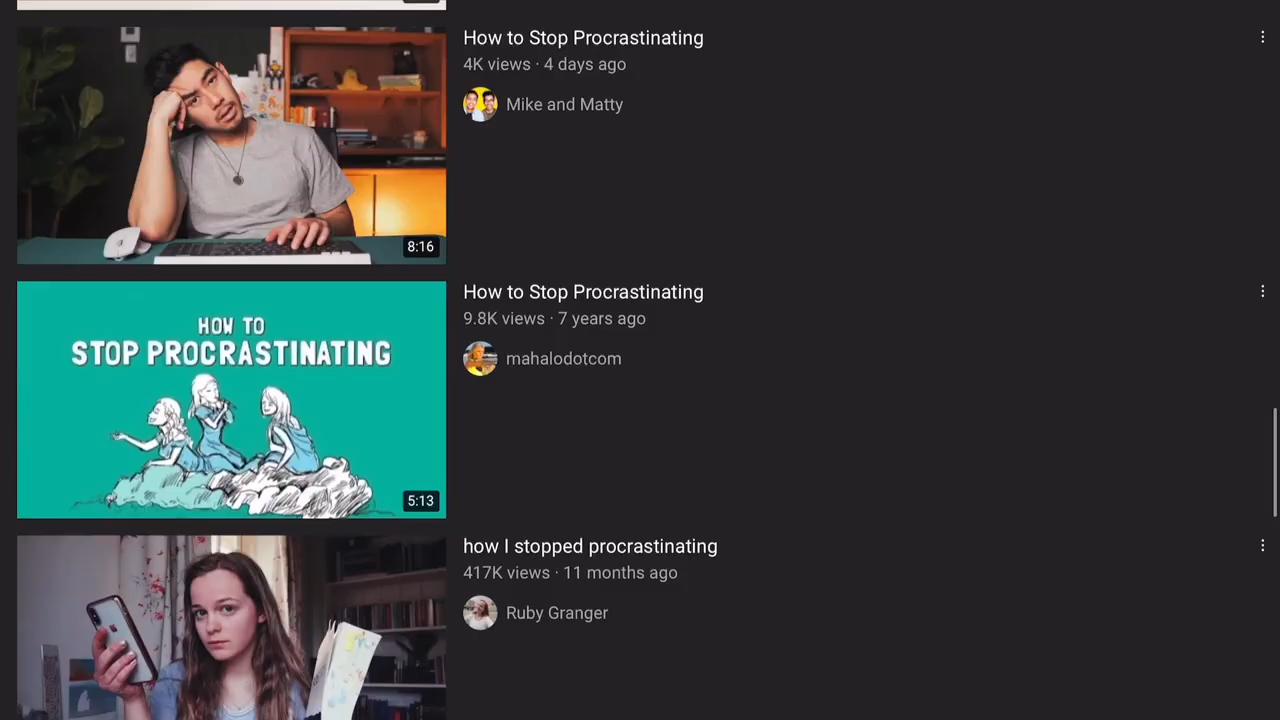 How to Stop Procrastinating
4K views · 4 days ago
Mike and Matty
8:16
HOW TO
STOP PROCRASTINATING
5:13
How to Stop Procrastinating
9.8K views · 7 years ago
mahalodotcom
how I stopped procrastinating
417K views · 11 months ago
Ruby Granger